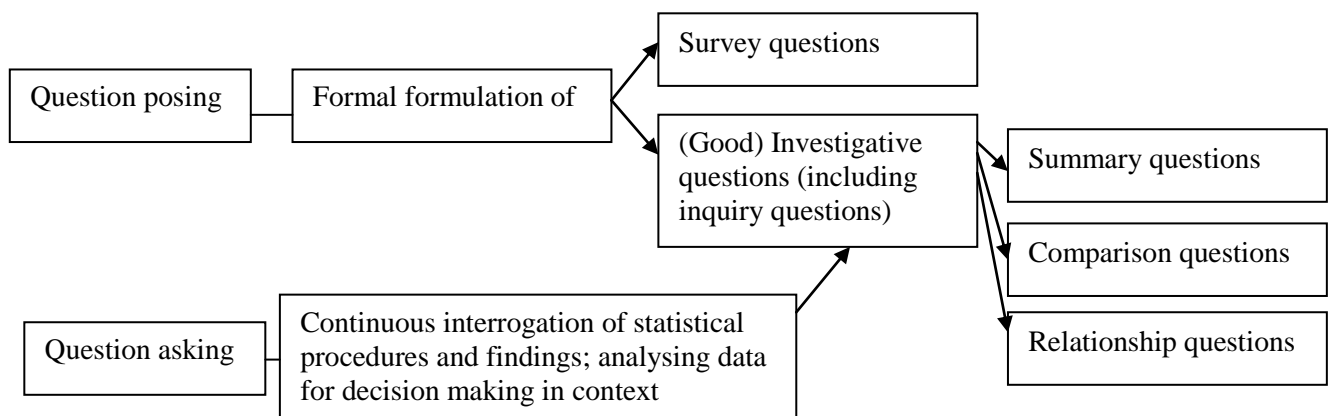 Survey questions
Question posing
Formal formulation of
(Good) Investigative
questions (including
inquiry questions)
Summary questions
Comparison questions
Relationship questions
Question asking
Continuous interrogation of statistical
procedures and findings; analysing data
for decision making in context